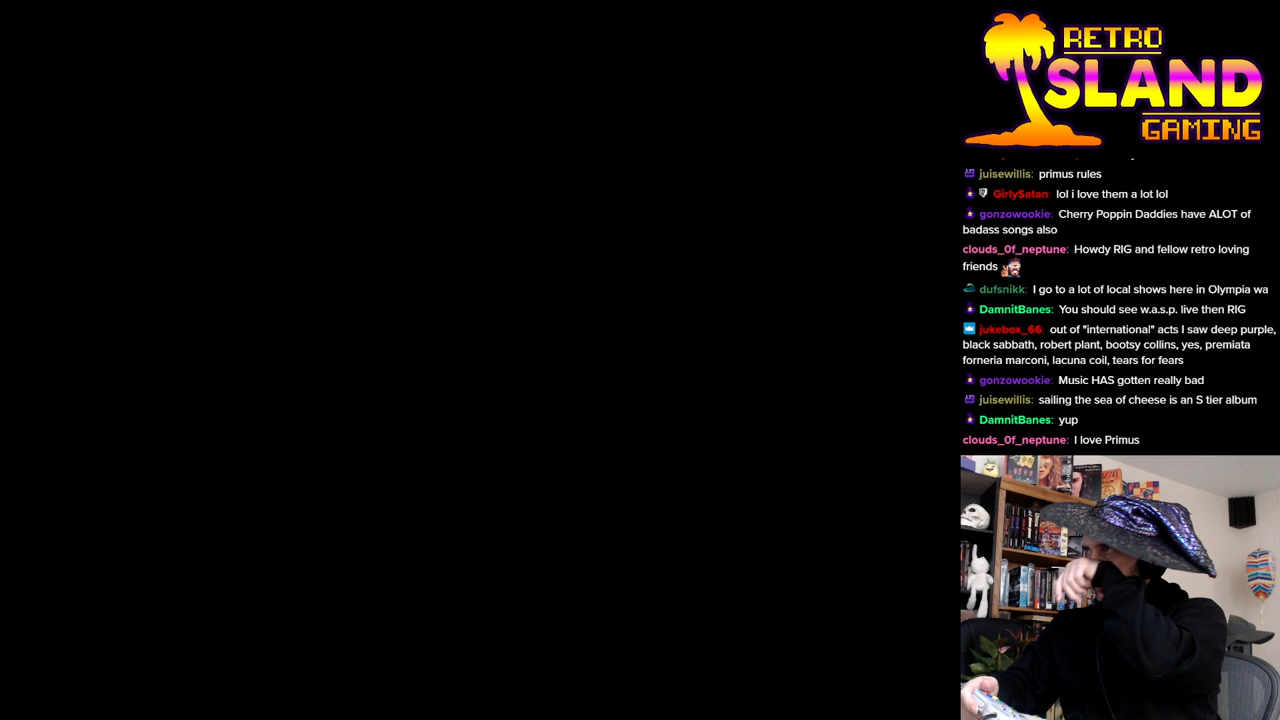 RETRO
ISLAND
GAMING
juisewillis: primus rules
GirlySatan: lol i love them a lot lol
gonzowookie: Cherry Poppin Daddies have ALOT of
badass songs also
clouds_0f_neptune: Howdy RIG and fellow retro loving
friends
dufsnikk: I go to a lot of local shows here in Olympia wa
DamnitBanes: You should see w.a.s.p. live then RIG
jukebox_66: out of "international" acts I saw deep purple,
black sabbath, robert plant, bootsy collins, yes, premiata
forneria marconi, lacuna coil, tears for fears
gonzowookie: Music HAS gotten really bad
juisewillis: sailing the sea of cheese is an S tier album
DamnitBanes: yup
clouds_0f_neptune: I love Primus